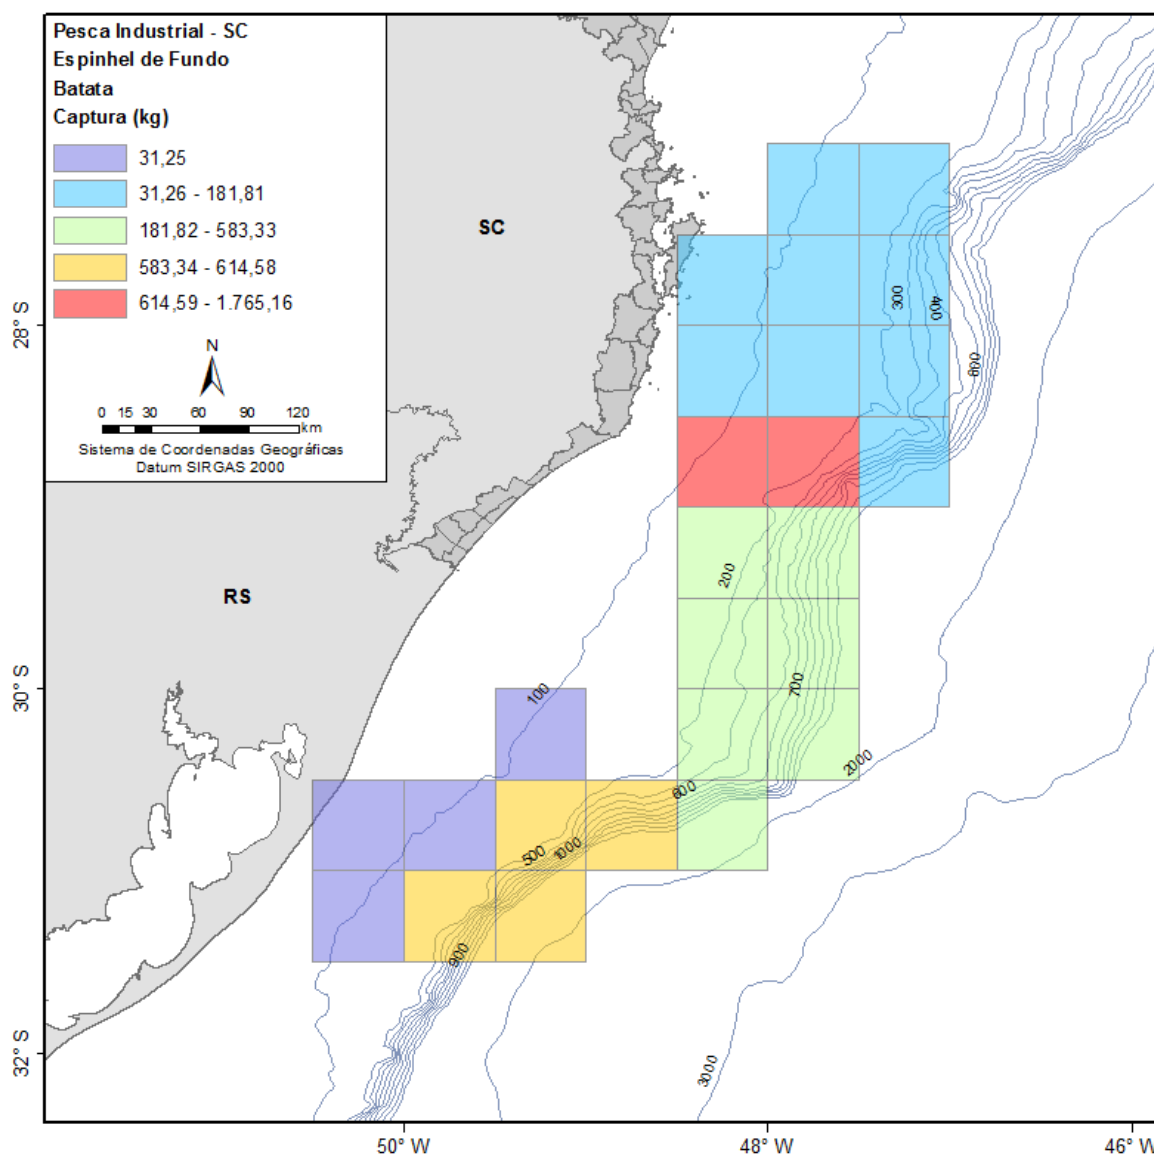 Pesca Industrial - SC
Espinhel de Fundo
Batata
Captura (kg)
31,25
31,26 - 181,81
181,82 - 583,33
583,34 - 614,58
614,59 - 1.765,16
N
0 15 30 60 90 120
km
Sistema de Coordenadas Geográficas
Datum SIRGAS 2000
SC
RS
300
400
800
200
700
100
2000
600
500
1000
900
3000
28° S
30° S
32° S
50° W
48° W
46° W